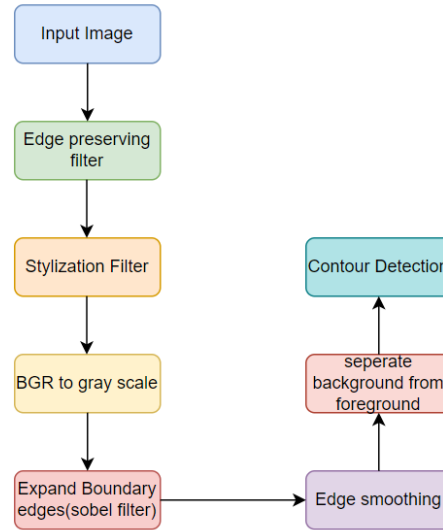 Input Image
Edge preserving
filter
Stylization Filter
BGR to gray scale
Expand Boundary
edges(sobel filter)
Edge smoothing
seperate
background from
foreground
Contour Detection